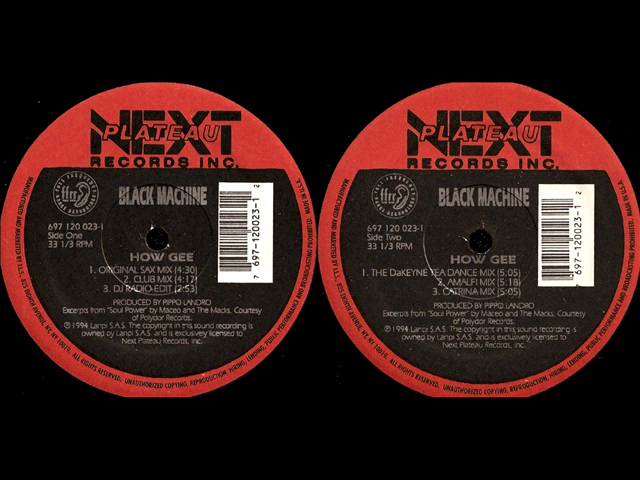 NEXT
PLATEAU
RECORDS INC.
ffrr
BLACK MACHINE
697 120 023-1
Side One
33 1/3 RPM
7 697-120023-1 2
HOW GEE
1. ORIGINAL SAX MIX (4:30)
2. CLUB MIX (4:17)
3. DJ RADIO EDIT (2:53)
PRODUCED BY PIPPO LANDRO
Excerpts from "Soul Power" by Maceo and The Macks. Courtesy
of Polydor Records.
℗ 1994 Lanpi S.A.S. The copyright in this sound recording is
owned by Lanpi S.A.S. and is exclusively licensed to
Next Plateau Records, Inc.
NEXT
PLATEAU
RECORDS INC.
ffrr
BLACK MACHINE
697 120 023-1
Side Two
33 1/3 RPM
7 697-120023-1 2
HOW GEE
1. THE DaKEYNE TEA DANCE MIX (5:05)
2. AMALFI MIX (5:18)
3. CATRINA MIX (5:05)
PRODUCED BY PIPPO LANDRO
Excerpts from "Soul Power" by Maceo and The Macks. Courtesy
of Polydor Records.
℗ 1994 Lanpi S.A.S. The copyright in this sound recording is
owned by Lanpi S.A.S. and is exclusively licensed to
Next Plateau Records, Inc.